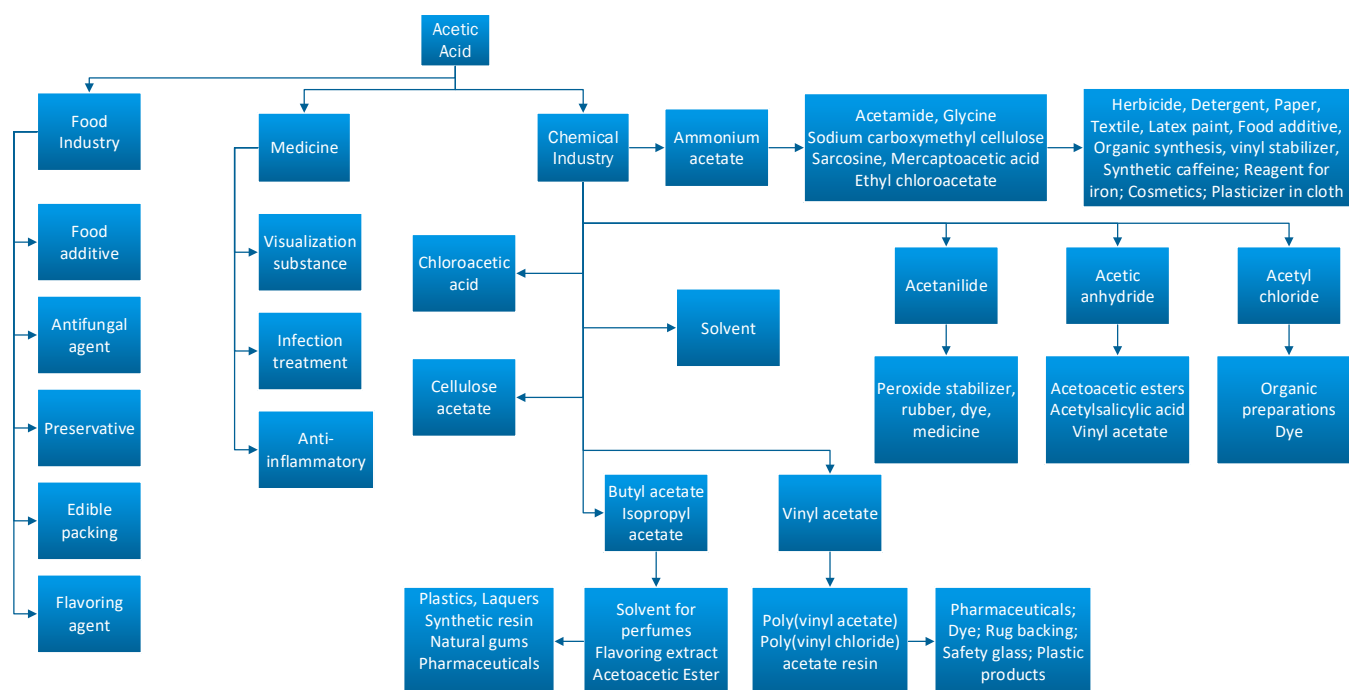 Acetic
Acid
Food
Industry
Food
additive
Antifungal
agent
Preservative
Edible
packing
Flavoring
agent
Medicine
Visualization
substance
Infection
treatment
Anti-
inflammatory
Chemical
Industry
Ammonium
acetate
Acetamide, Glycine
Sodium carboxymethyl cellulose
Sarcosine, Mercaptoacetic acid
Ethyl chloroacetate
Herbicide, Detergent, Paper,
Textile, Latex paint, Food additive,
Organic synthesis, vinyl stabilizer,
Synthetic caffeine; Reagent for
iron; Cosmetics; Plasticizer in cloth
Chloroacetic
acid
Solvent
Cellulose
acetate
Acetanilide
Peroxide stabilizer,
rubber, dye,
medicine
Acetic
anhydride
Acetoacetic esters
Acetylsalicylic acid
Vinyl acetate
Acetyl
chloride
Organic
preparations
Dye
Butyl acetate
Isopropyl
acetate
Solvent for
perfumes
Flavoring extract
Acetoacetic Ester
Plastics, Laquers
Synthetic resin
Natural gums
Pharmaceuticals
Vinyl acetate
Poly(vinyl acetate)
Poly(vinyl chloride)
acetate resin
Pharmaceuticals;
Dye; Rug backing;
Safety glass; Plastic
products